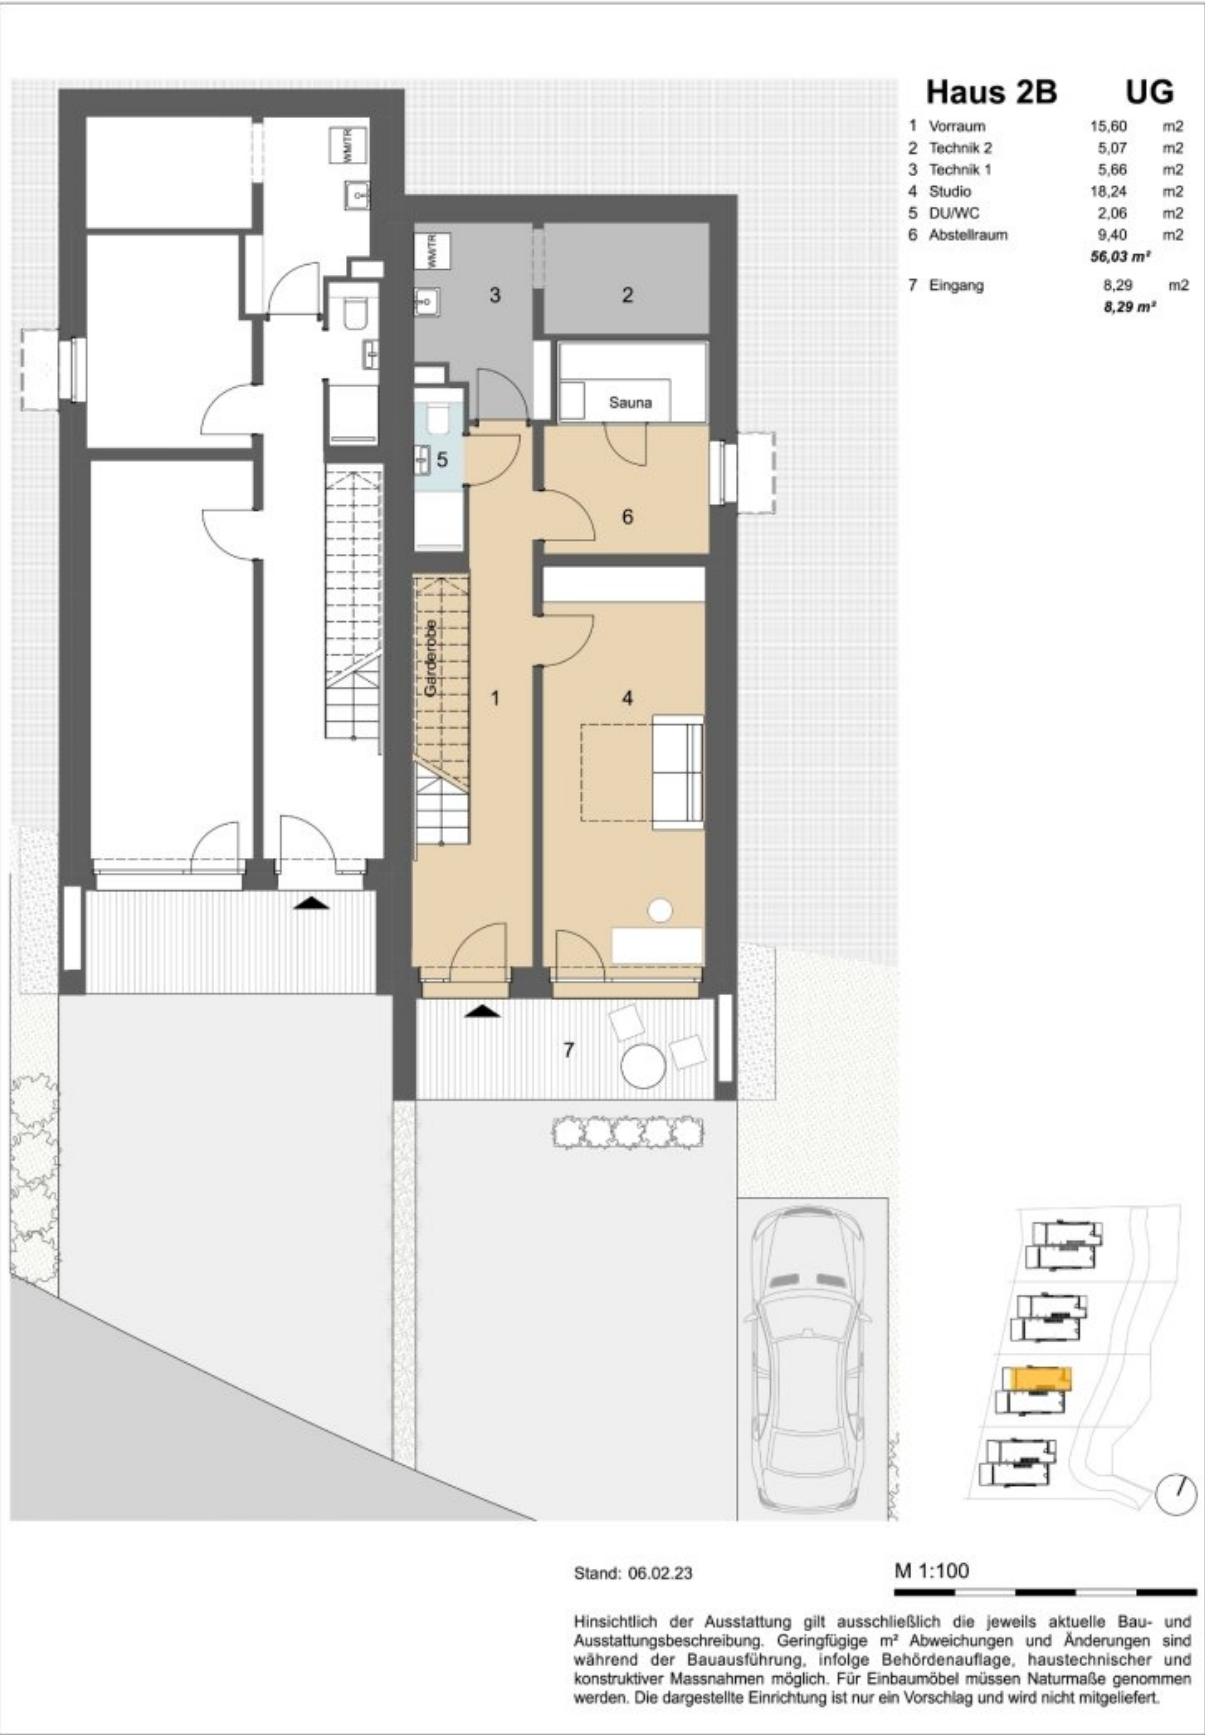 Haus 2B UG
1 Vorraum 15,60 m2
2 Technik 2 5,07 m2
3 Technik 1 5,66 m2
4 Studio 18,24 m2
5 DU/WC 2,06 m2
6 Abstellraum 9,40 m2
56,03 m²
7 Eingang 8,29 m2
8,29 m²
WM/TR
WM/TR
3
2
Sauna
5
6
Garderobe
1
4
7
Stand: 06.02.23
M 1:100
Hinsichtlich der Ausstattung gilt ausschließlich die jeweils aktuelle Bau- und
Ausstattungsbeschreibung. Geringfügige m² Abweichungen und Änderungen sind
während der Bauausführung, infolge Behördenauflage, haustechnischer und
konstruktiver Massnahmen möglich. Für Einbaumöbel müssen Naturmaße genommen
werden. Die dargestellte Einrichtung ist nur ein Vorschlag und wird nicht mitgeliefert.